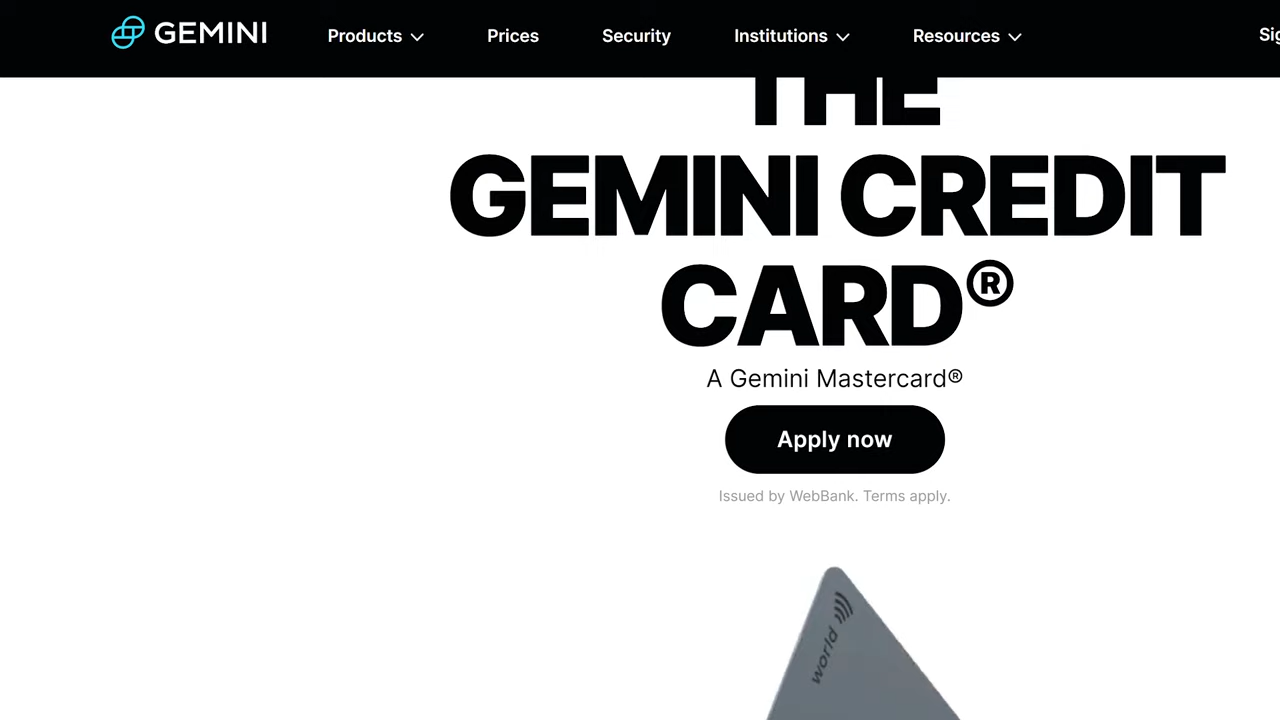 GEMINI
Products
Prices
Security
Institutions
Resources
THE
GEMINI CREDIT
CARD®
A Gemini Mastercard®
Apply now
Issued by WebBank. Terms apply.
world